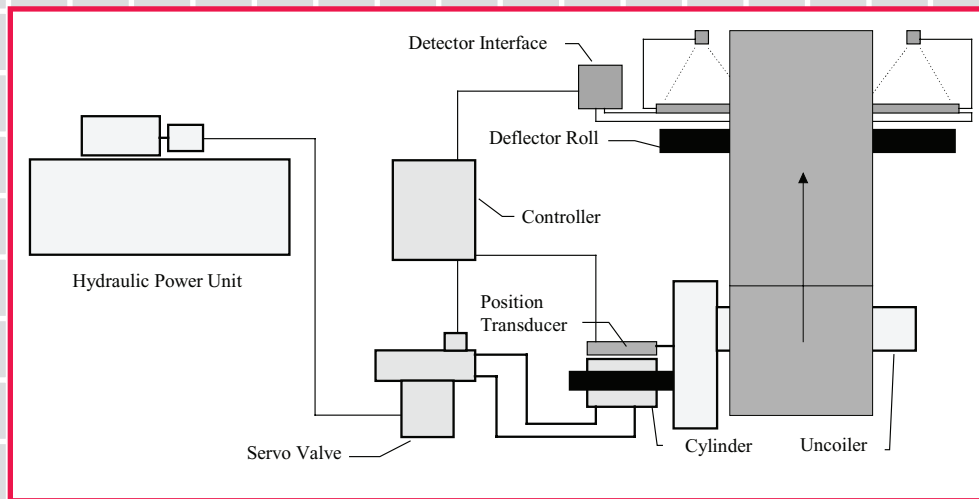 Detector Interface
Deflector Roll
Controller
Hydraulic Power Unit
Position
Transducer
Servo Valve
Cylinder
Uncoiler